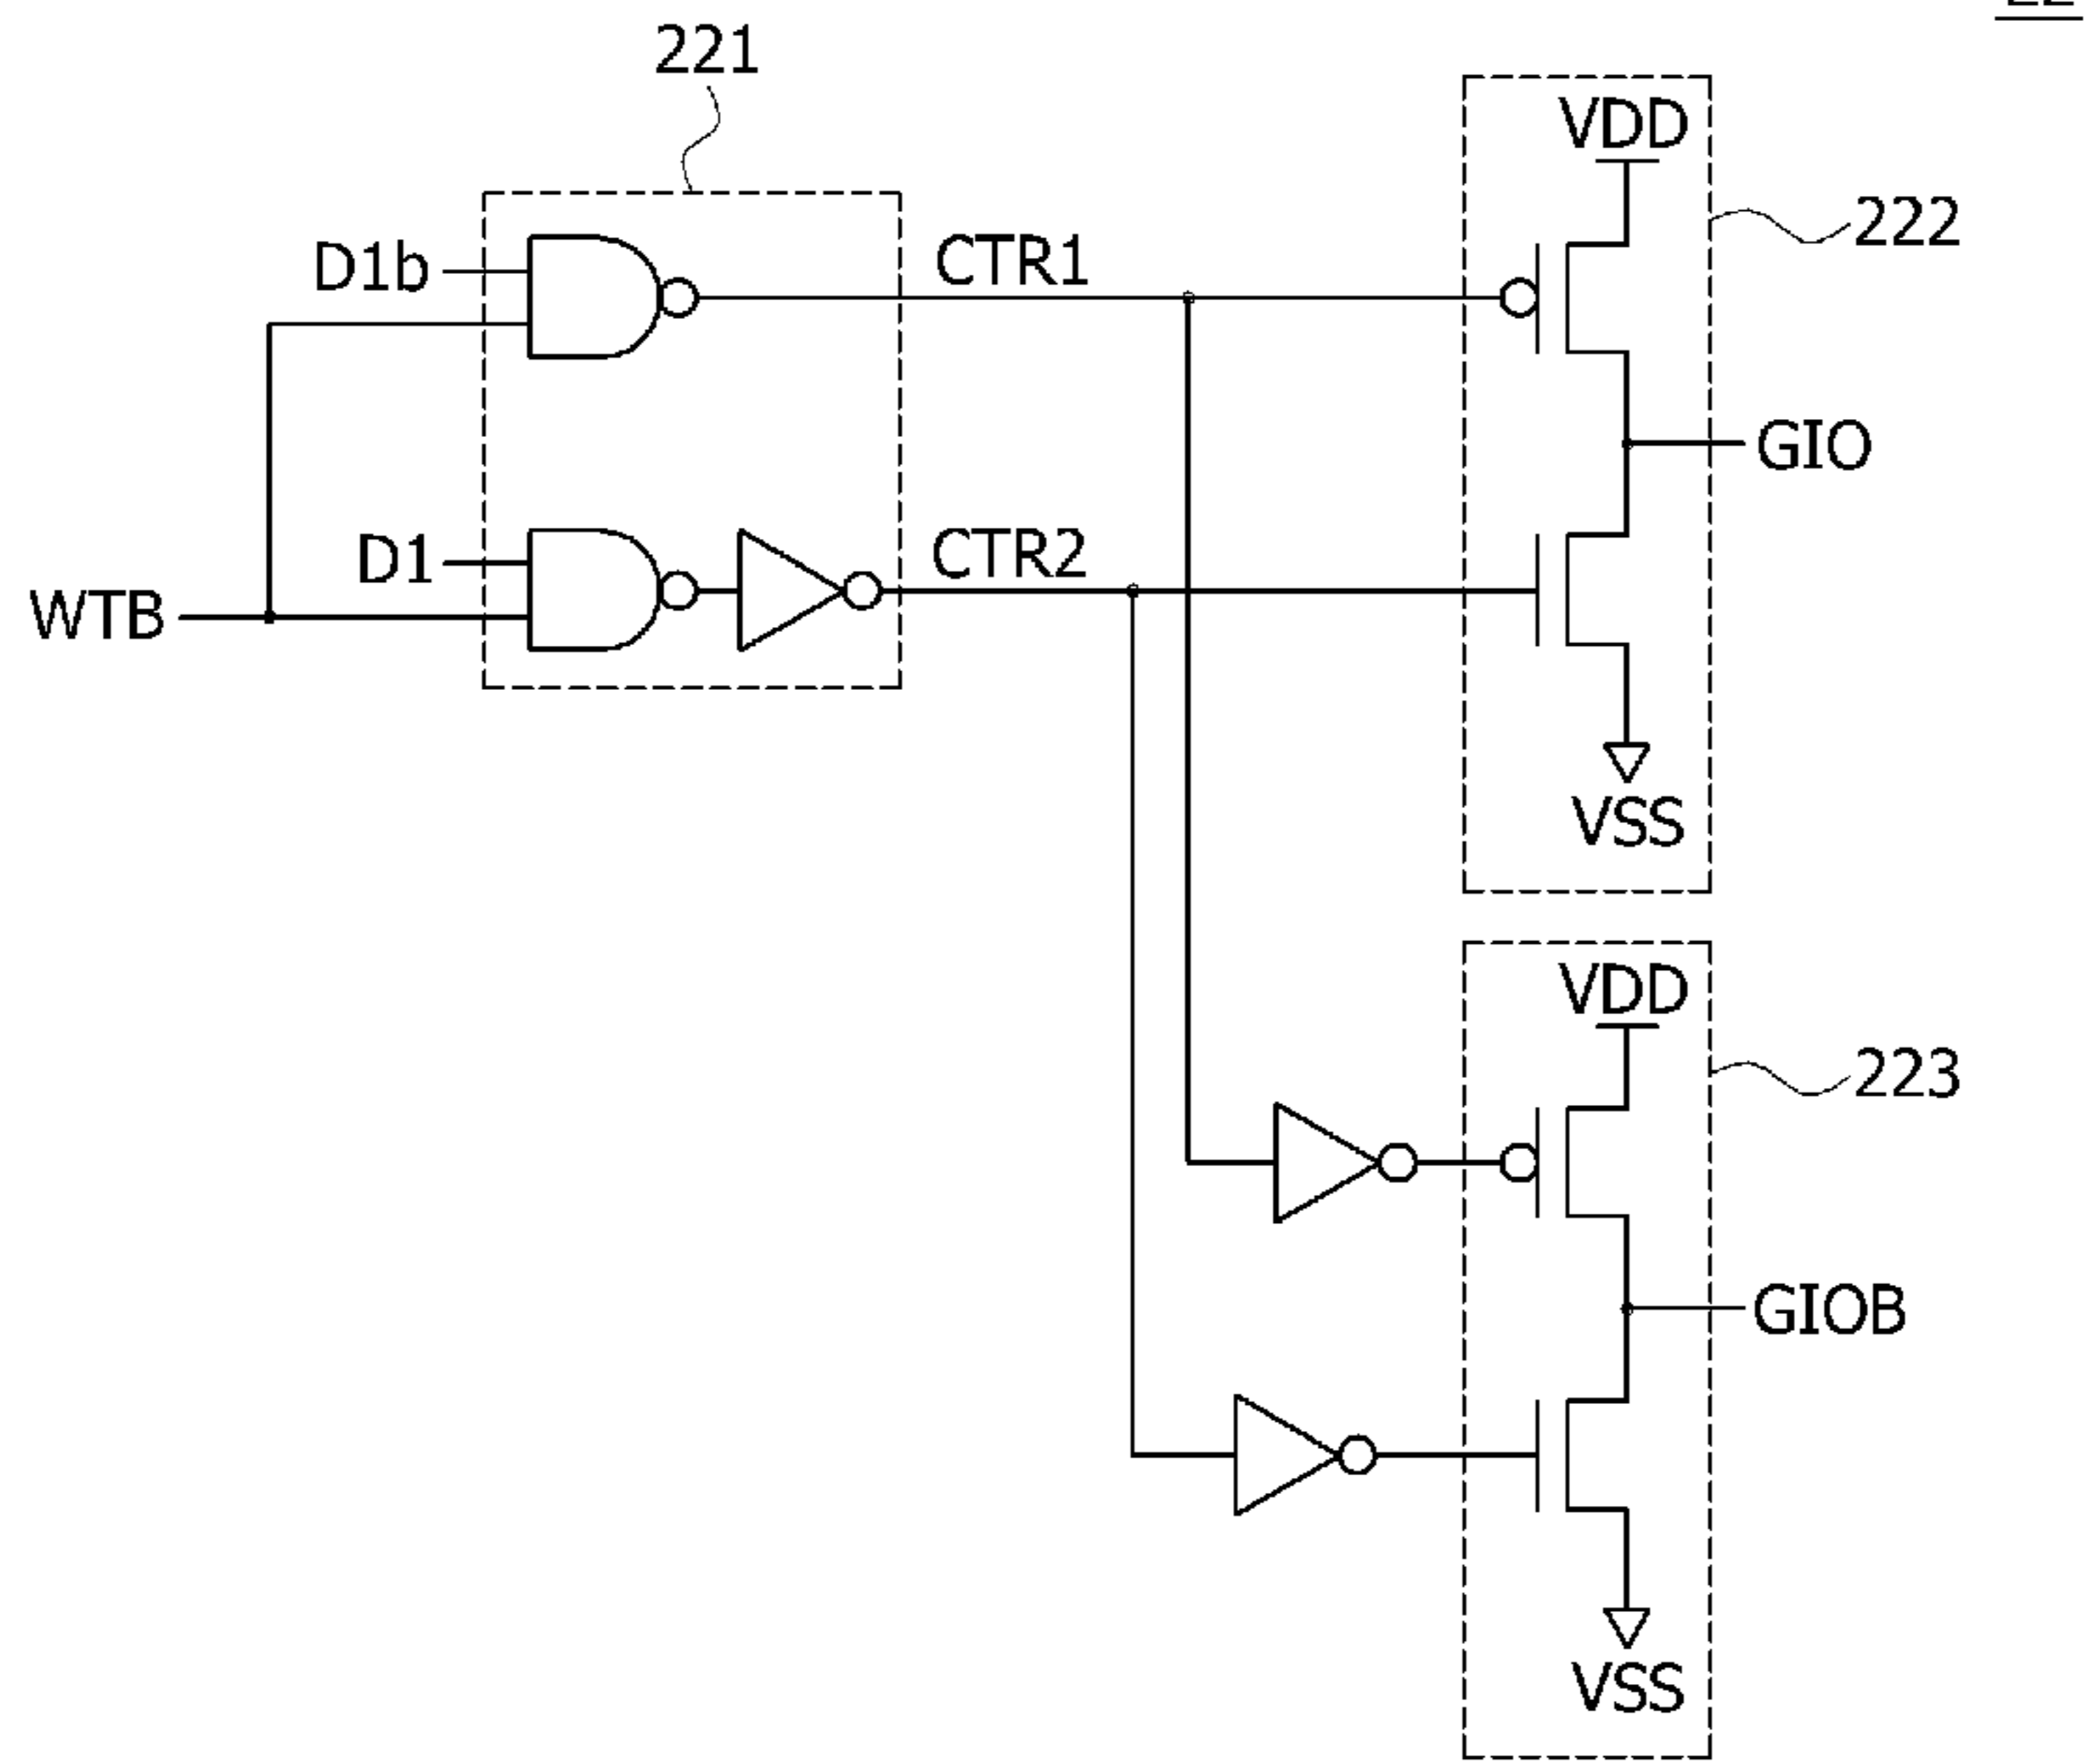 221
VDD
222
D1b
CTR1
GIO
D1
CTR2
WTB
VSS
VDD
223
GIOB
VSS